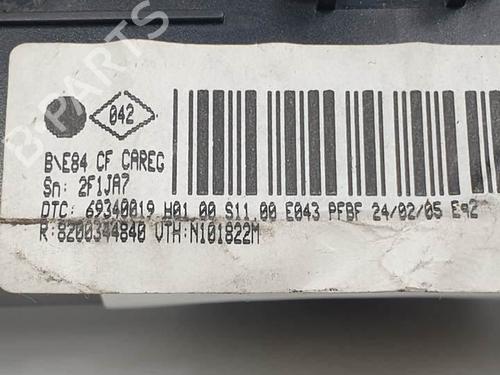 042
B\E84 CF CAREG
Sn: 2F1JA7
DTC: 69340019 H01 00 S11.00 E043 PFBF 24/02/05 E92
R:8200344840 VTH:N101822M
B-PARTS